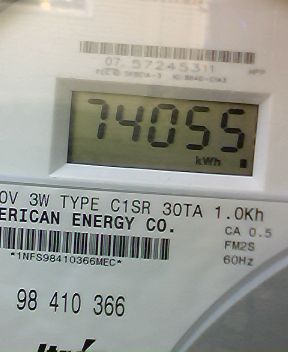 07 57245311
74055
kWh
0V 3W TYPE C1SR 30TA 1.0Kh
ERICAN ENERGY CO.
CA 0.5
FM2S
*1NFS98410366MEC*
60Hz
98 410 366